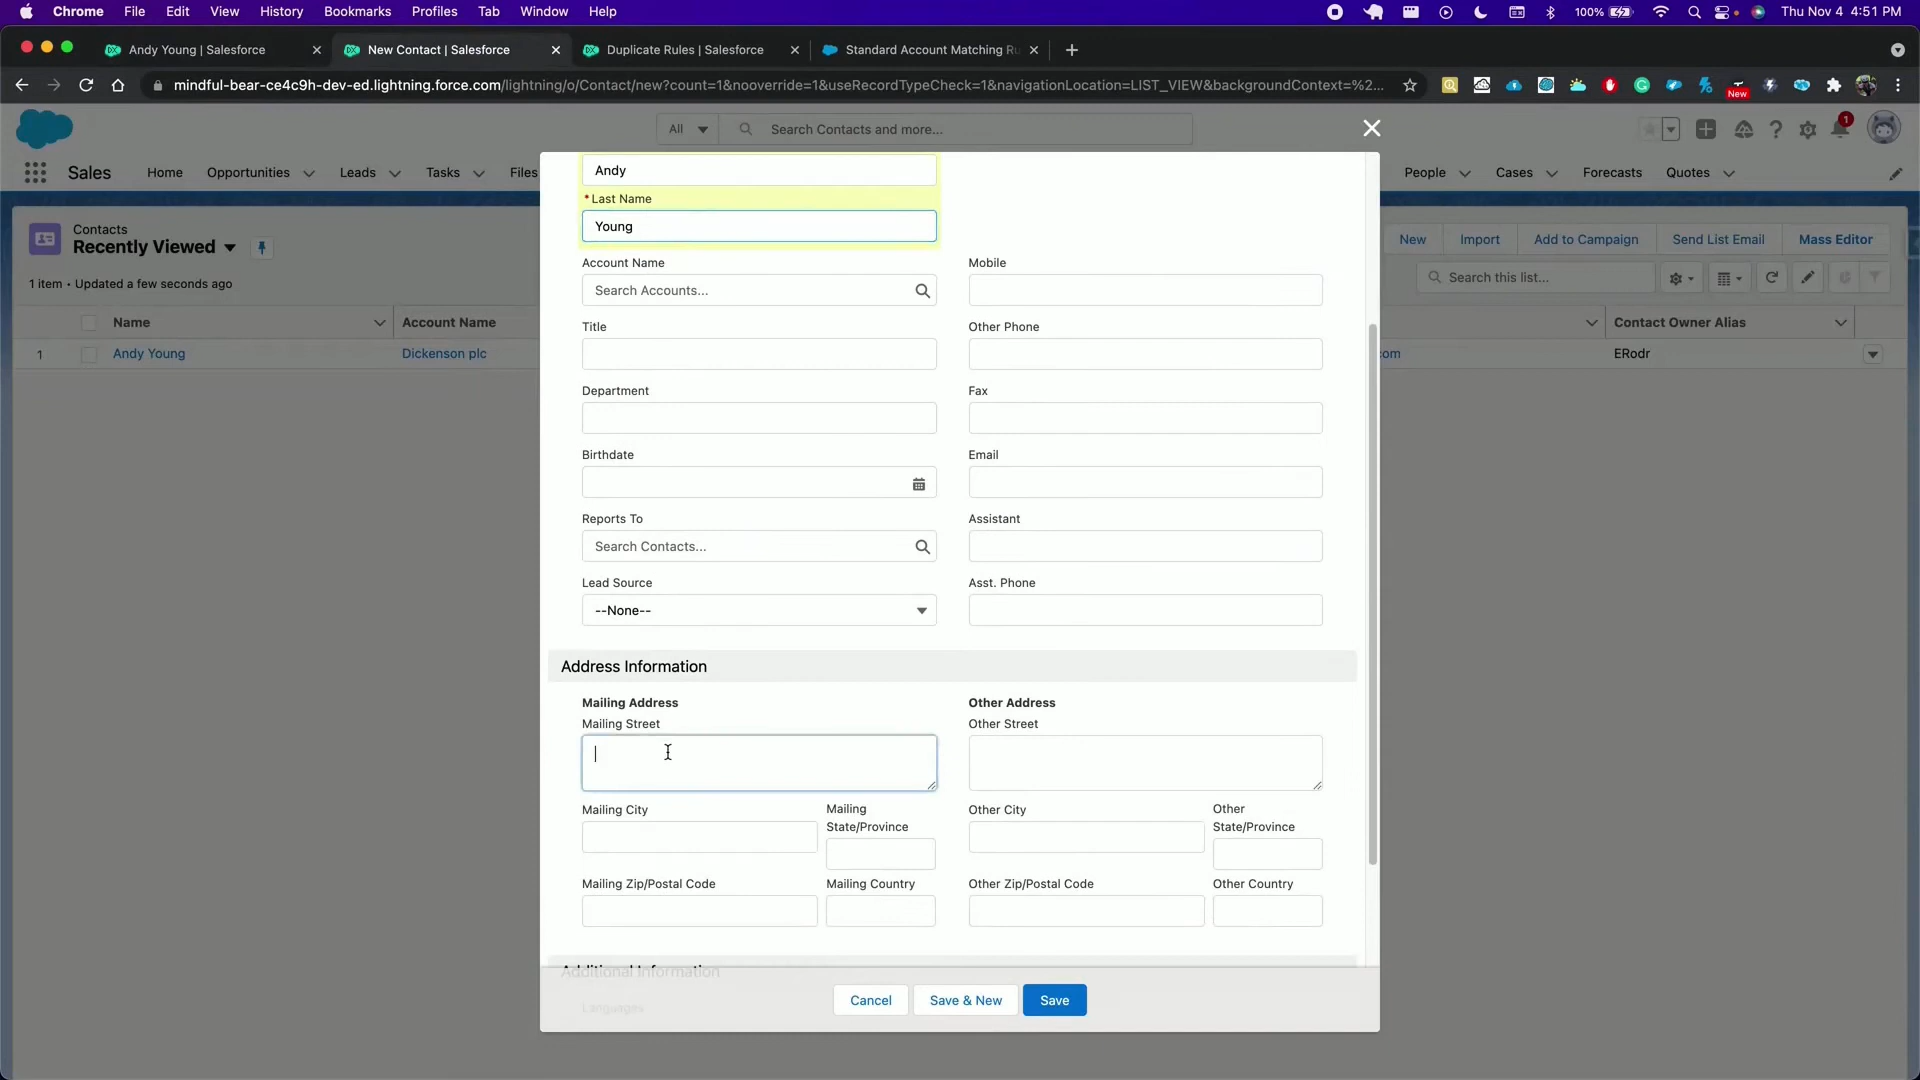 Chrome File Edit View History Bookmarks Profiles Tab Window Help 100% Thu Nov 4 4:51 PM
Andy Young | Salesforce
New Contact | Salesforce
Duplicate Rules | Salesforce
Standard Account Matching Ru
mindful-bear-ce4c9h-dev-ed.lightning.force.com/lightning/o/Contact/new?count=1&nooverride=1&useRecordTypeCheck=1&navigationLocation=LIST_VIEW&backgroundContext=%2...
New
All
Search Contacts and more...
1
Sales Home Opportunities Leads Tasks Files People Cases Forecasts Quotes
Contacts
Recently Viewed
1 item • Updated a few seconds ago
New Import Add to Campaign Send List Email Mass Editor
Search this list...
Name Account Name Contact Owner Alias
1 Andy Young Dickenson plc com ERodr
Andy
*Last Name
Young
Account Name
Search Accounts...
Mobile
Title
Other Phone
Department
Fax
Birthdate
Email
Reports To
Search Contacts...
Assistant
Lead Source
--None--
Asst. Phone
Address Information
Mailing Address
Mailing Street
Other Address
Other Street
Mailing City
Mailing
State/Province
Other City
Other
State/Province
Mailing Zip/Postal Code
Mailing Country
Other Zip/Postal Code
Other Country
Additional Information
Languages
Cancel Save & New Save